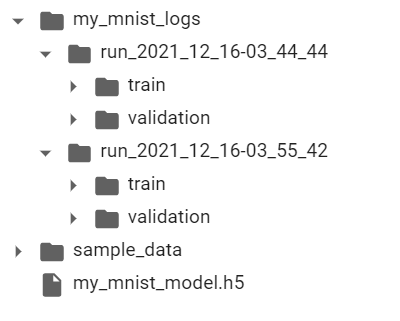 my_mnist_logs
run_2021_12_16-03_44_44
train
validation
run_2021_12_16-03_55_42
train
validation
sample_data
my_mnist_model.h5